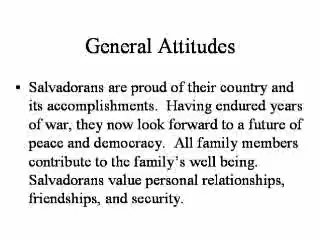 General Attitudes
• Salvadorans are proud of their country and
its accomplishments. Having endured years
of war, they now look forward to a future of
peace and democracy. All family members
contribute to the family's well being.
Salvadorans value personal relationships,
friendships, and security.